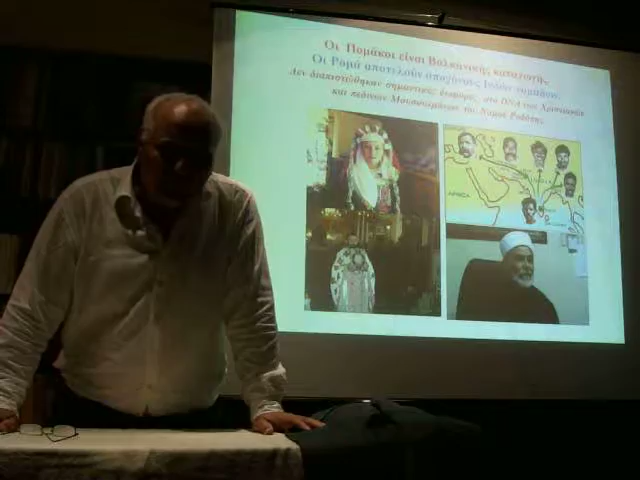 Οι Πομάκοι είναι Βαλκανικής καταγωγής.
Οι Ρομά αποτελούν απογόνους Ινδών νομάδων.
Δεν διαπιστώθηκαν σημαντικές διαφορές στο DNA των Χριστιανών
και πεδινών Μουσουλμάνων του Νομού Ροδόπης.